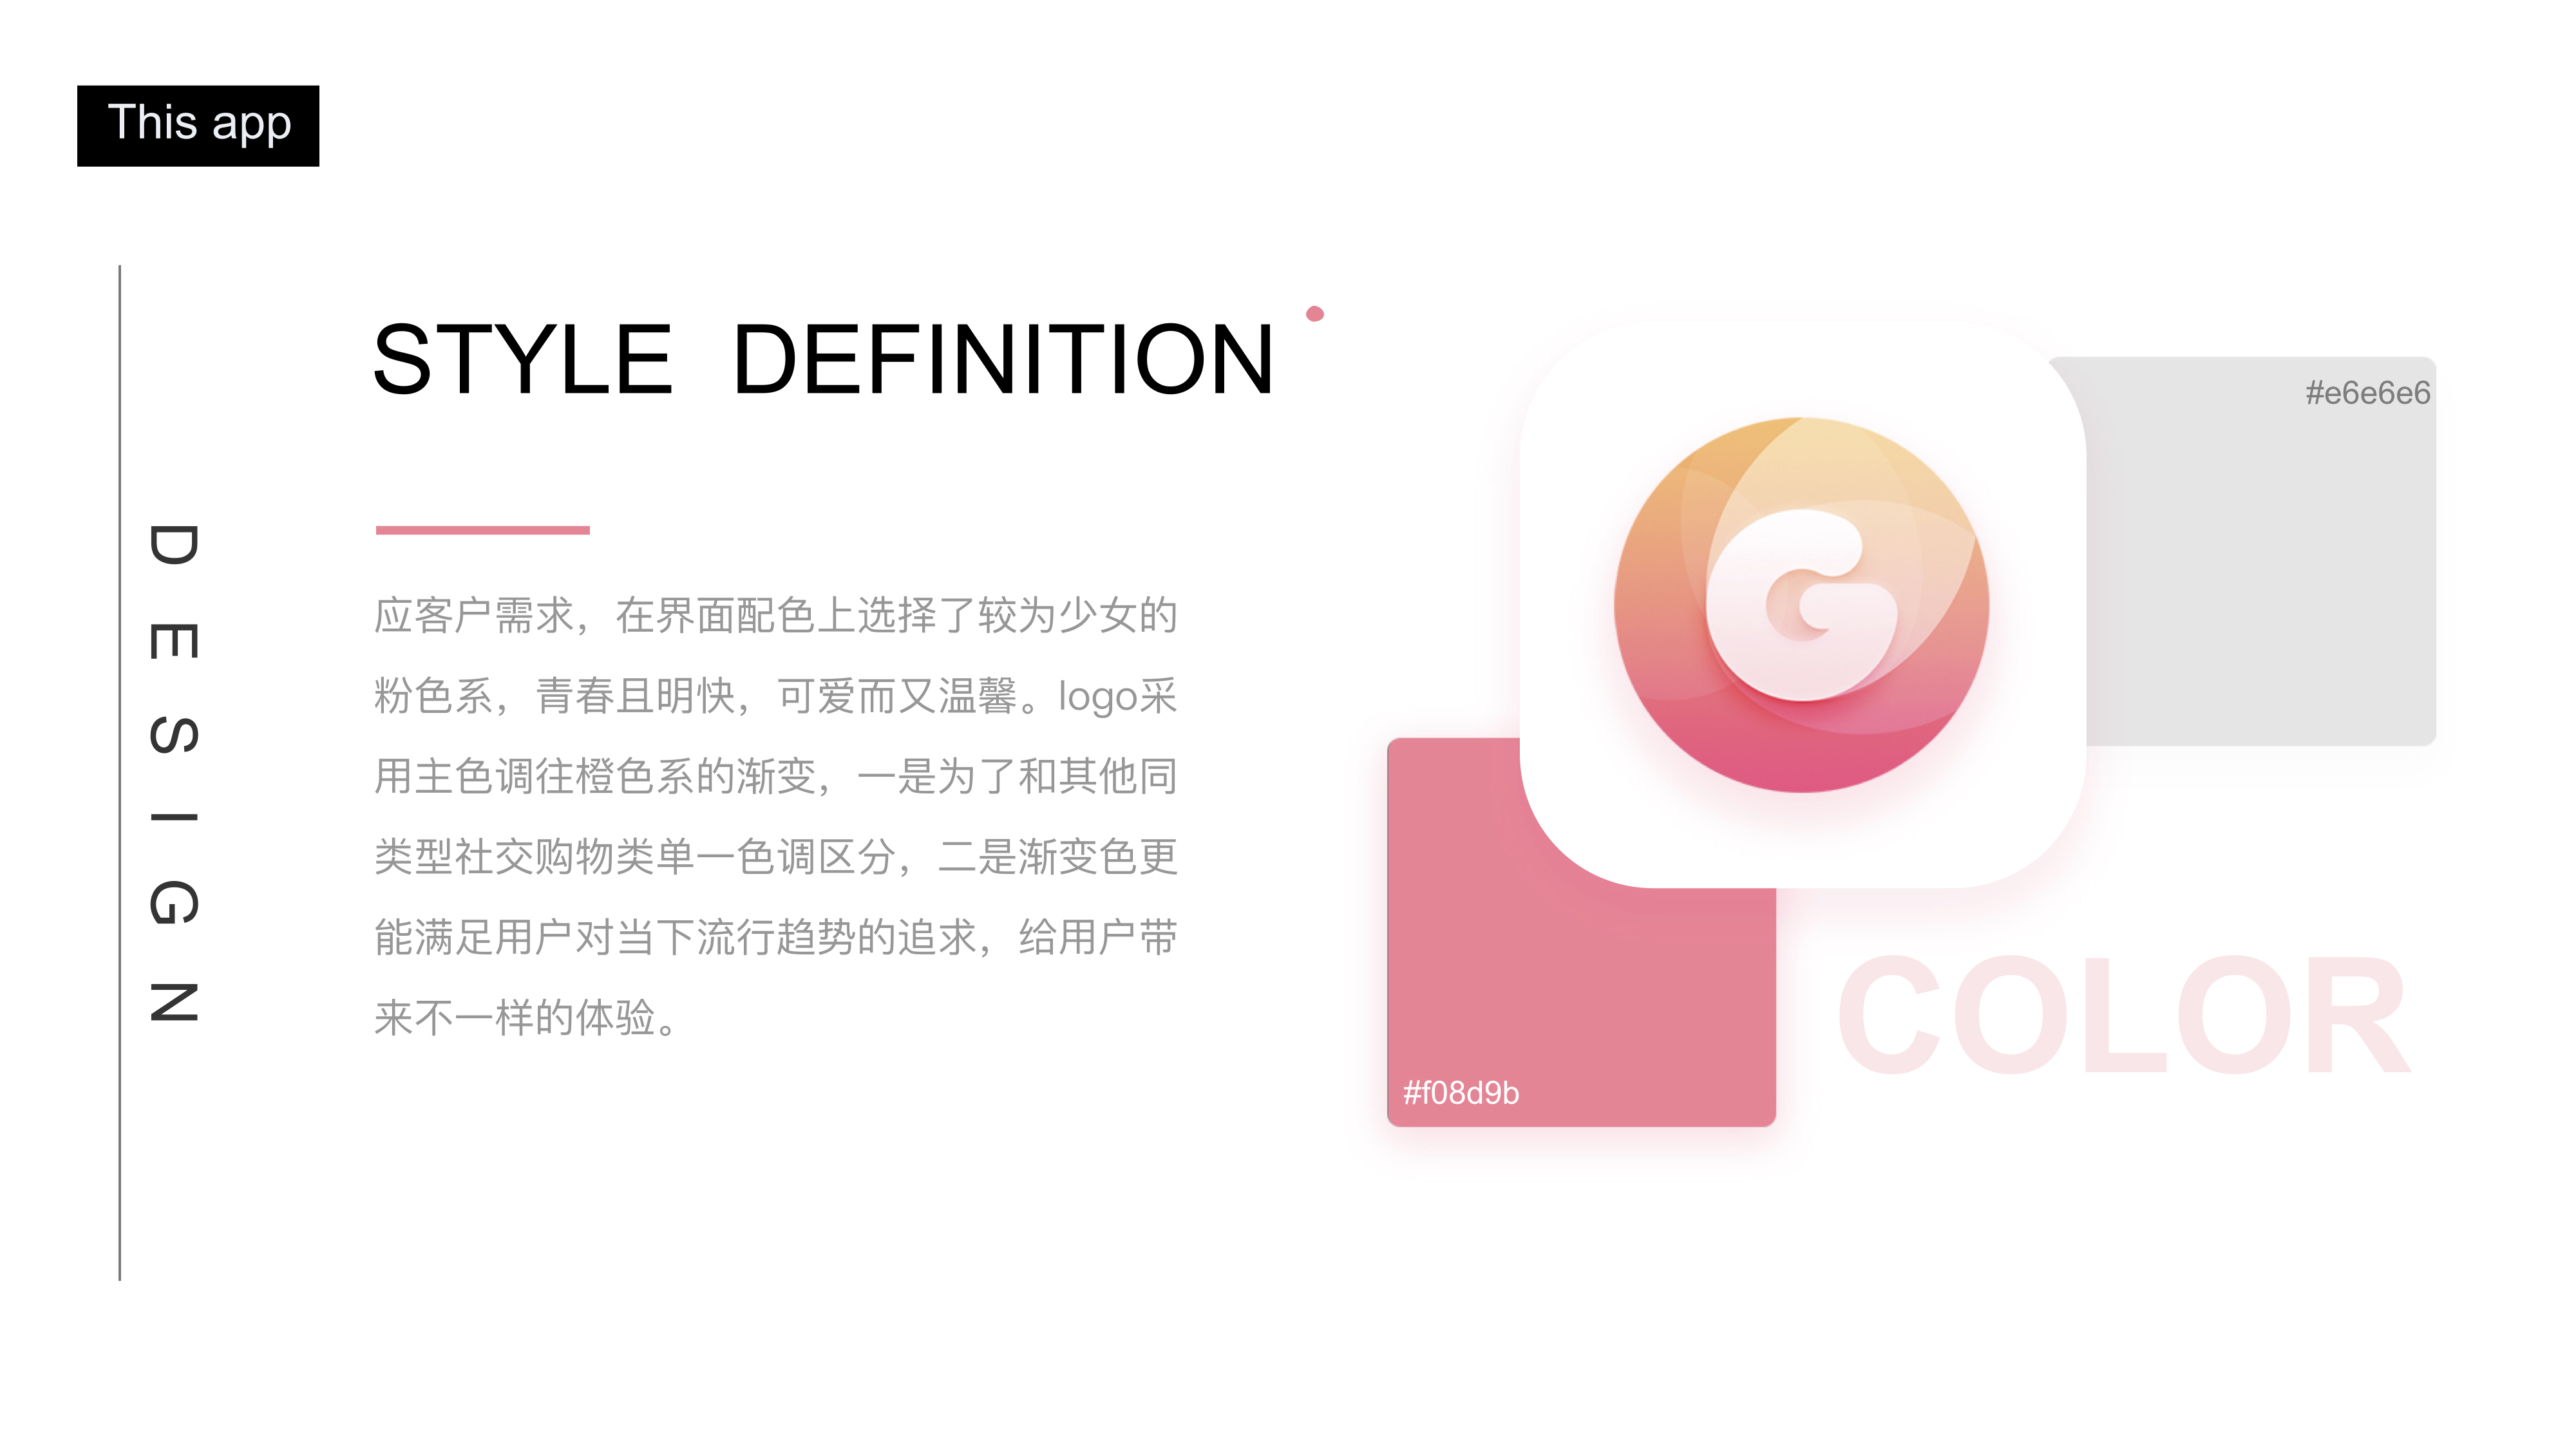 This app
STYLE DEFINITION
DESIGN
应客户需求，在界面配色上选择了较为少女的
粉色系，青春且明快，可爱而又温馨。logo采
用主色调往橙色系的渐变，一是为了和其他同
类型社交购物类单一色调区分，二是渐变色更
能满足用户对当下流行趋势的追求，给用户带
来不一样的体验。
#e6e6e6
G
#f08d9b
COLOR